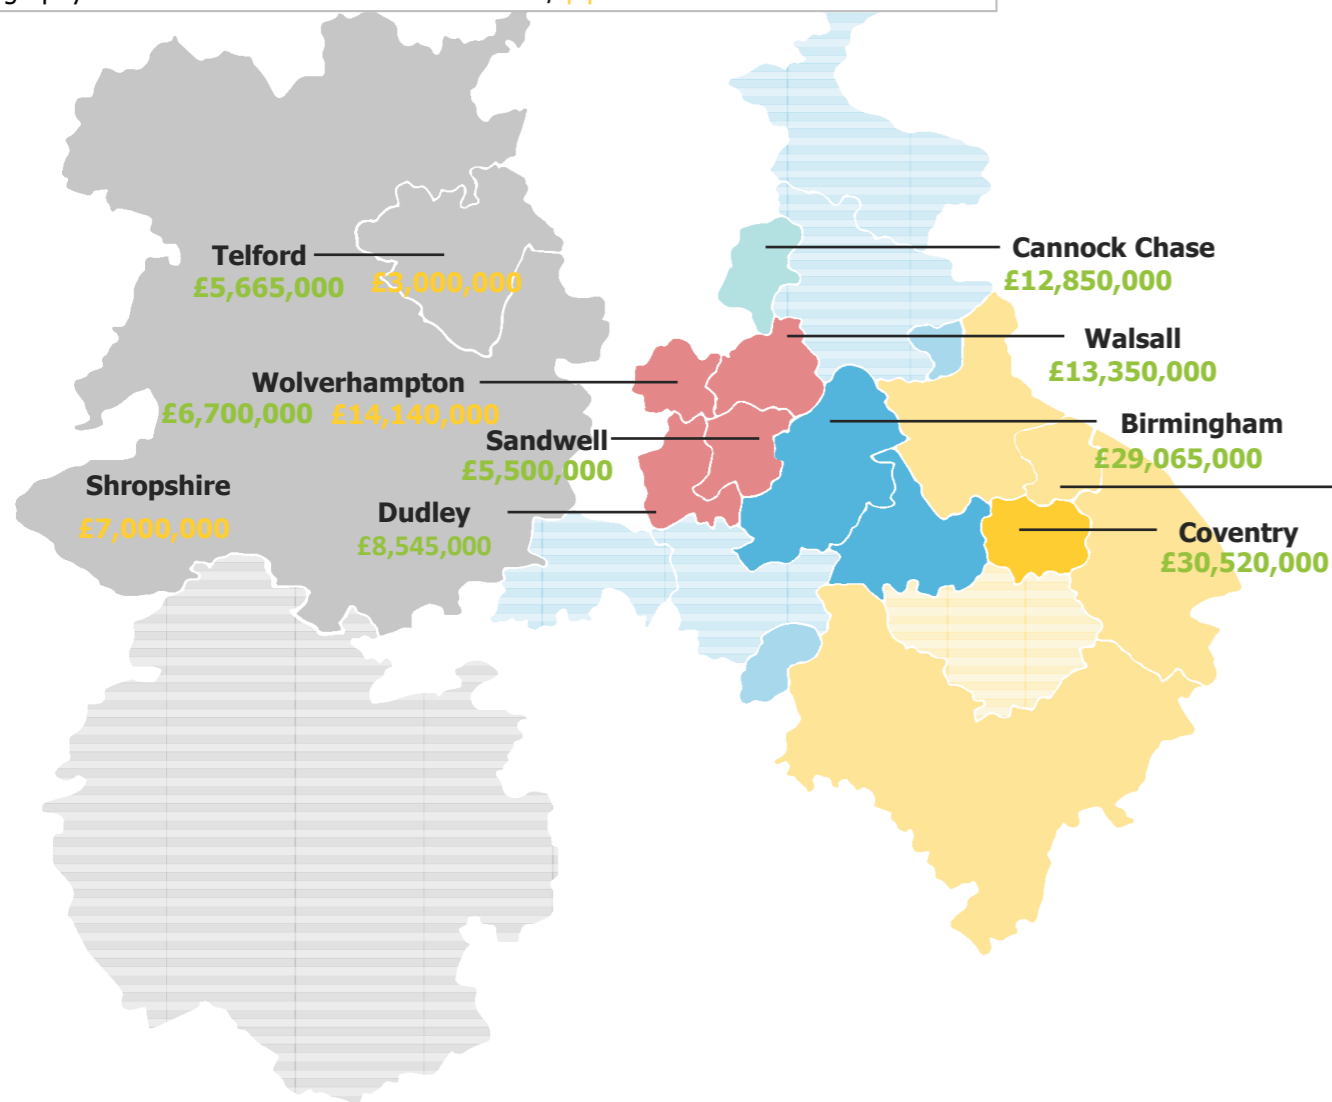 Telford
£5,665,000 £3,000,000
Cannock Chase
£12,850,000
Walsall
£13,350,000
Wolverhampton
£6,700,000 £14,140,000
Birmingham
£29,065,000
Sandwell
£5,500,000
Shropshire
£7,000,000
Dudley
£8,545,000
Coventry
£30,520,000